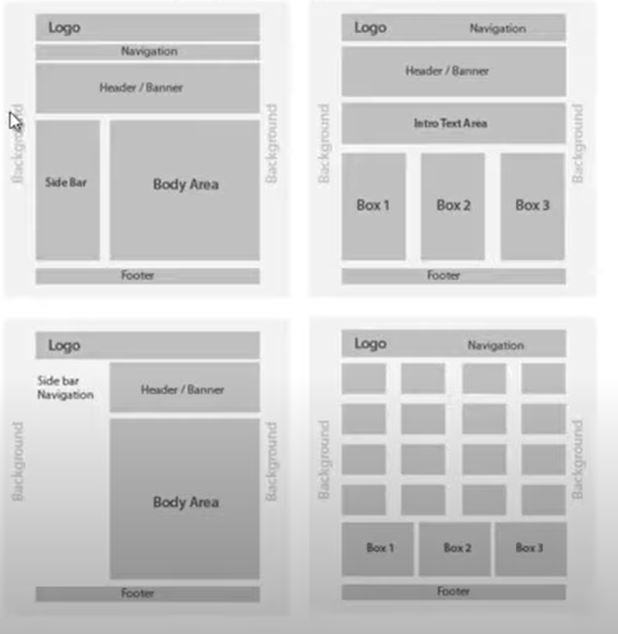 Logo
Navigation
Header / Banner
Background
Side Bar
Body Area
Background
Footer
Logo
Navigation
Header / Banner
Intro Text Area
Background
Box 1
Box 2
Box 3
Background
Footer
Logo
Side bar
Navigation
Header / Banner
Background
Body Area
Background
Footer
Logo
Navigation
Background
Background
Box 1
Box 2
Box 3
Footer